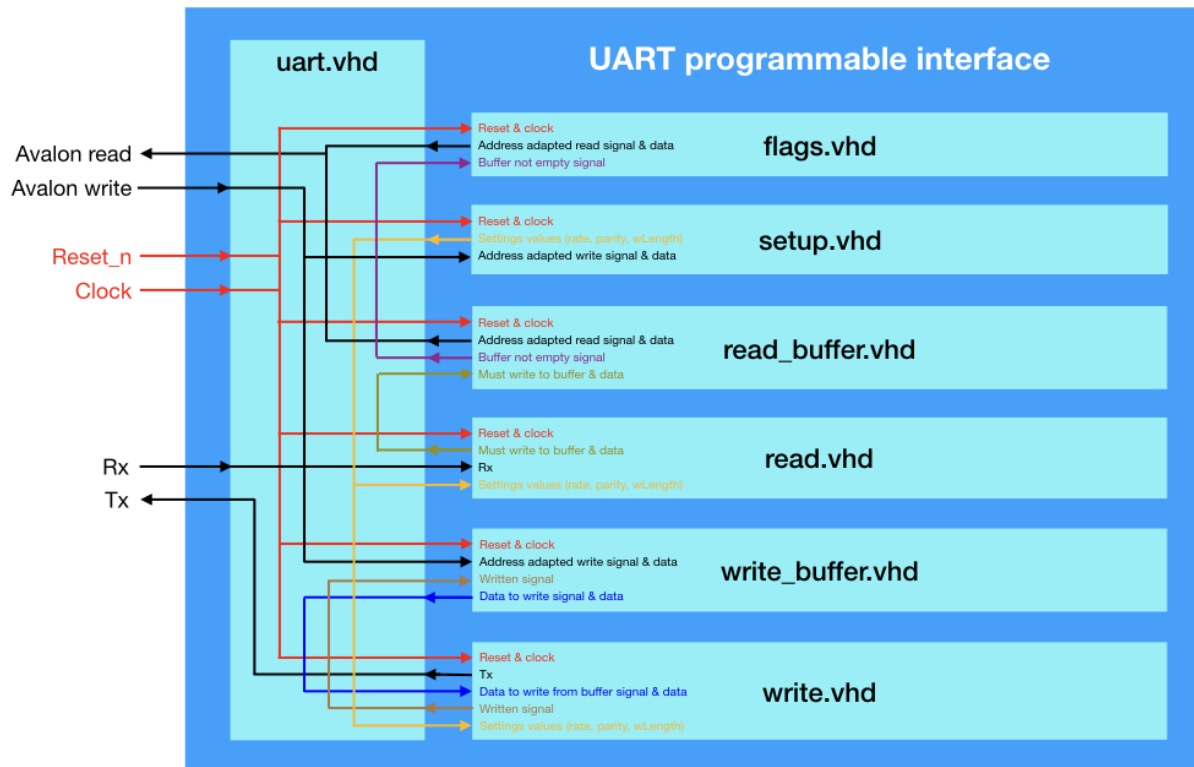 uart.vhd
UART programmable interface
Avalon read
Avalon write
Reset_n
Clock
Rx
Tx
Reset & clock
Address adapted read signal & data
Buffer not empty signal
flags.vhd
Reset & clock
Settings values (rate, parity, wLength)
Address adapted write signal & data
setup.vhd
Reset & clock
Address adapted read signal & data
Buffer not empty signal
Must write to buffer & data
read_buffer.vhd
Reset & clock
Must write to buffer & data
Rx
Settings values (rate, parity, wLength)
read.vhd
Reset & clock
Address adapted write signal & data
Written signal
Data to write signal & data
write_buffer.vhd
Reset & clock
Tx
Data to write from buffer signal & data
Written signal
Settings values (rate, parity, wLength)
write.vhd